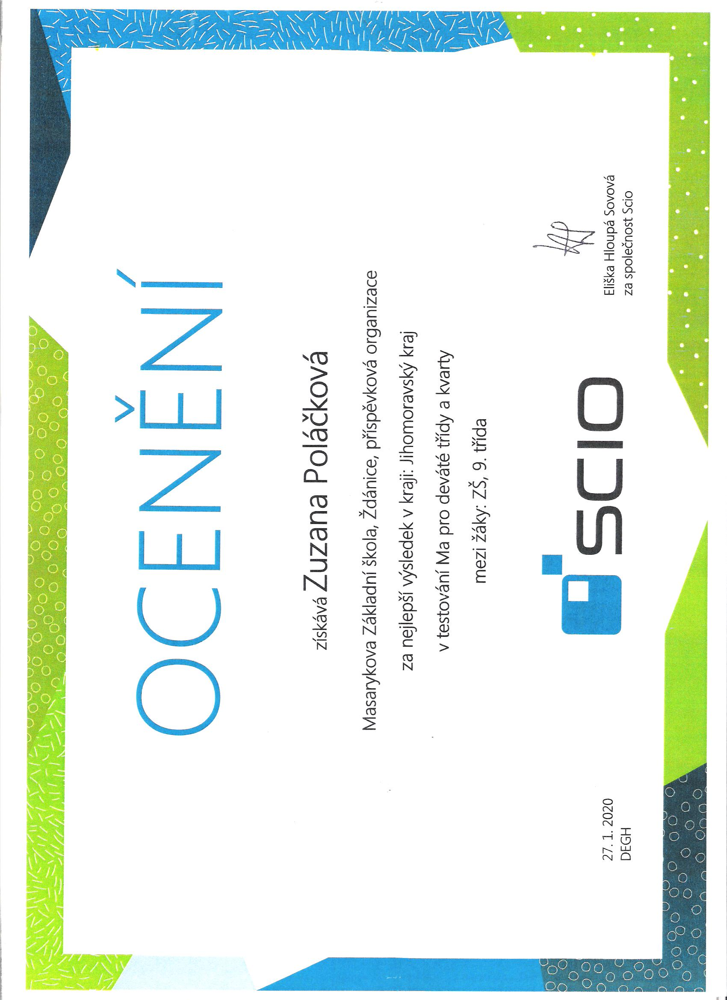 OCENĚNÍ
získává Zuzana Poláčková
Masarykova Základní škola, Ždánice, příspěvková organizace
za nejlepší výsledek v kraji: Jihomoravský kraj
v testování Ma pro deváté třídy a kvarty
mezi žáky: ZŠ, 9. třída
27. 1. 2020
DEGH
SCIO
Eliška Hloupá Sovová
za společnost Scio